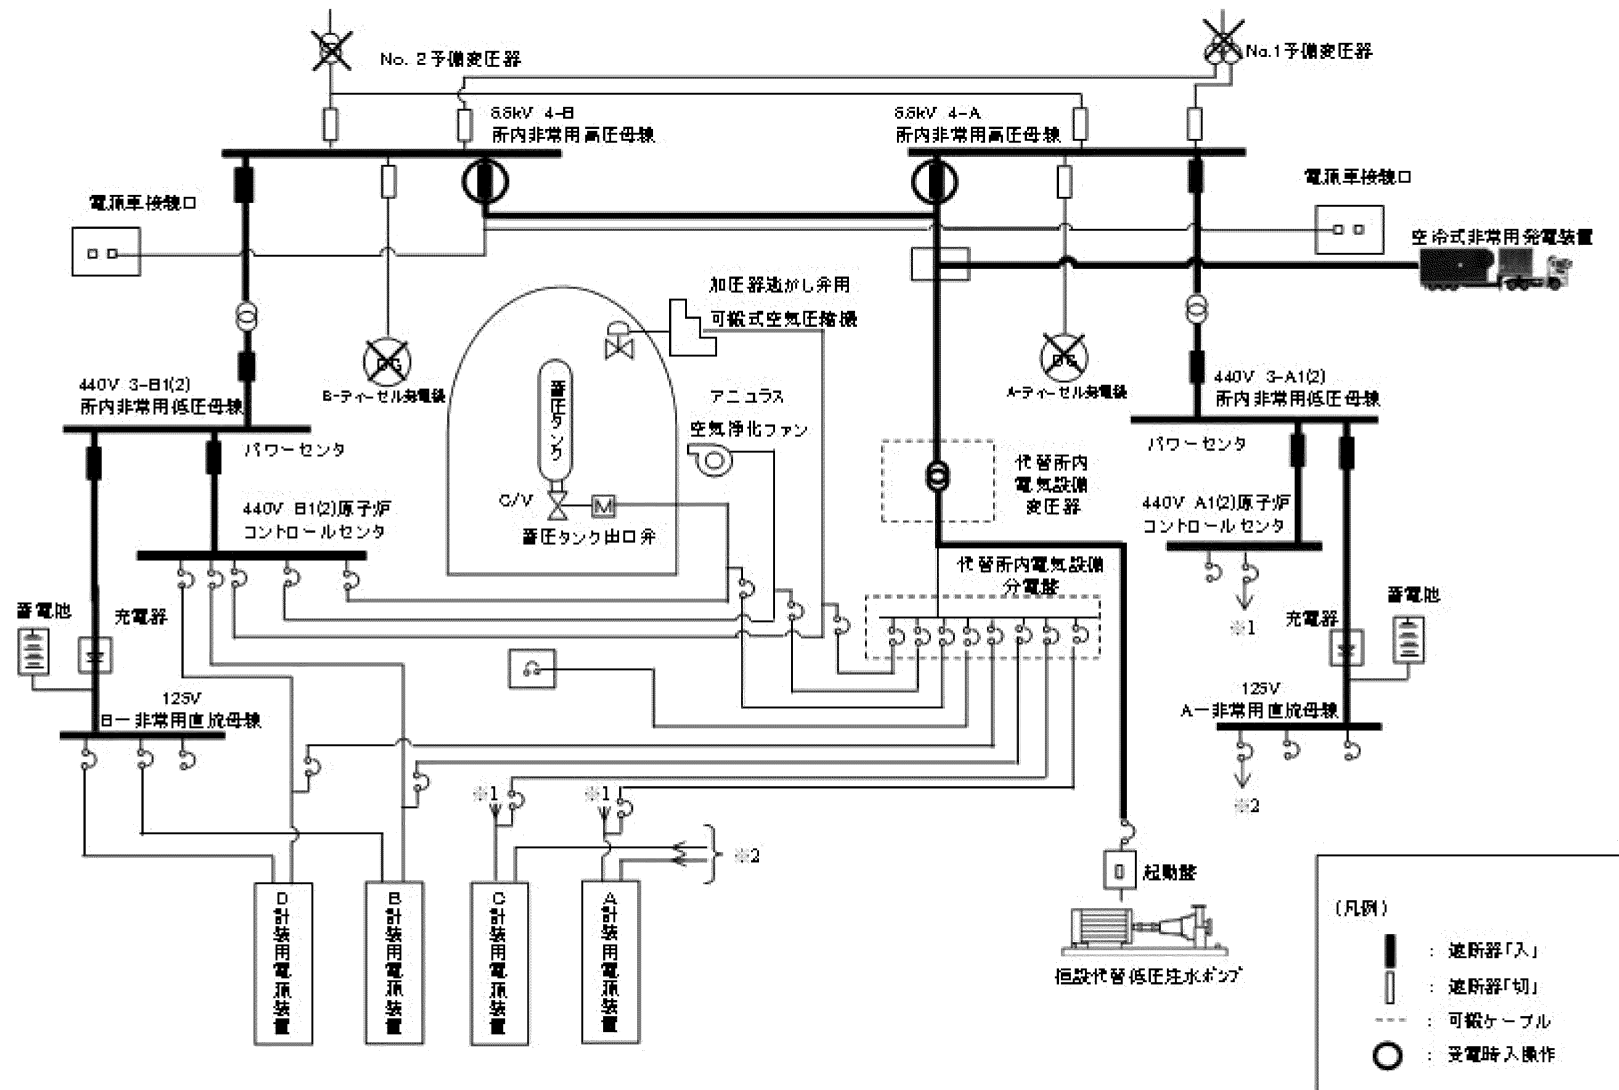 No. 2予備変圧器
No.1予備変圧器
6.6kV 4-B
所内非常用高圧母線
6.6kV 4-A
所内非常用高圧母線
電源車接続口
電源車接続口
空冷式非常用発電装置
加圧器逃がし弁用
可搬式空気圧縮機
DG
B-ディーゼル発電機
DG
A-ディーゼル発電機
440V 3-B1(2)
所内非常用低圧母線
440V 3-A1(2)
所内非常用低圧母線
アニュラス
空気浄化ファン
蓄圧タンク
パワーセンタ
パワーセンタ
代替所内
電気設備
変圧器
C/V
M
蓄圧タンク出口弁
440V B1(2)原子炉
コントロールセンタ
440V A1(2)原子炉
コントロールセンタ
代替所内電気設備
分電盤
蓄電池
充電器
※1
充電器
蓄電池
125V
B－非常用直流母線
125V
A－非常用直流母線
※1
※1
※2
※2
起動盤
D計装用電源装置
B計装用電源装置
C計装用電源装置
A計装用電源装置
恒設代替低圧注水ポンプ
(凡例)
：遮断器「入」
：遮断器「切」
：可搬ケーブル
：受電時入操作